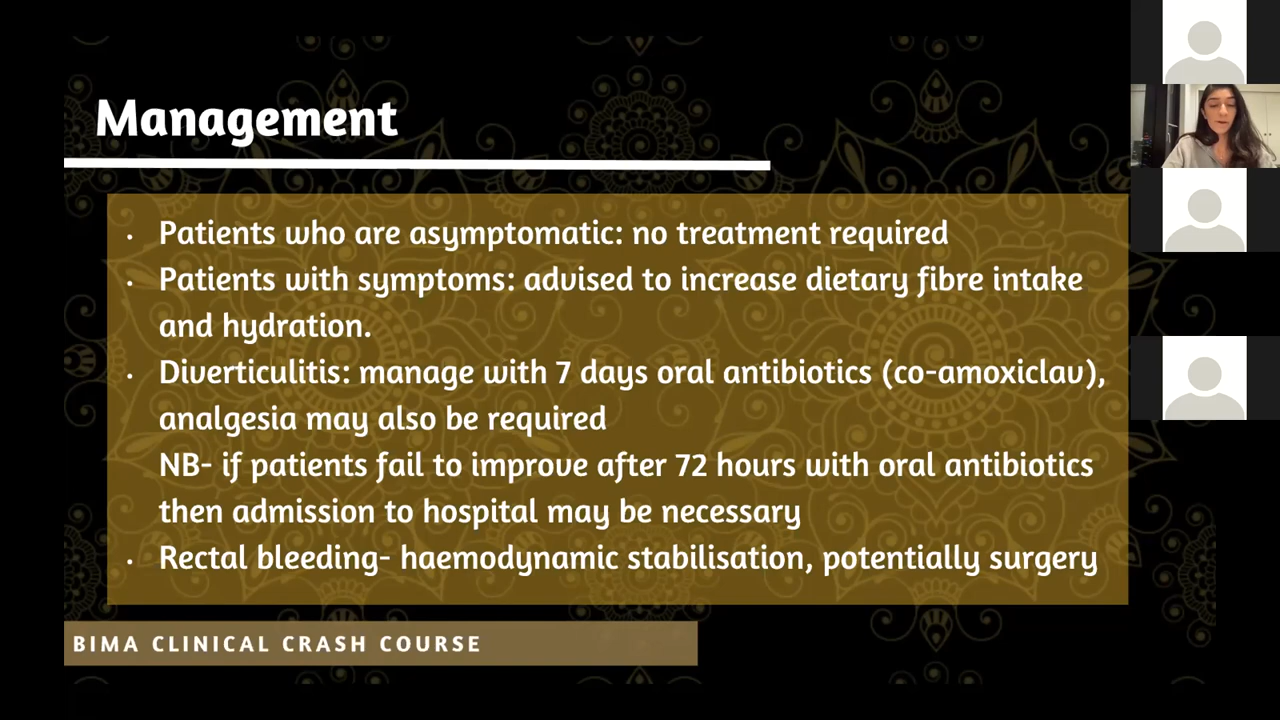 Management
• Patients who are asymptomatic: no treatment required
• Patients with symptoms: advised to increase dietary fibre intake
and hydration.
• Diverticulitis: manage with 7 days oral antibiotics (co-amoxiclav),
analgesia may also be required
NB- if patients fail to improve after 72 hours with oral antibiotics
then admission to hospital may be necessary
• Rectal bleeding- haemodynamic stabilisation, potentially surgery
BIMA CLINICAL CRASH COURSE